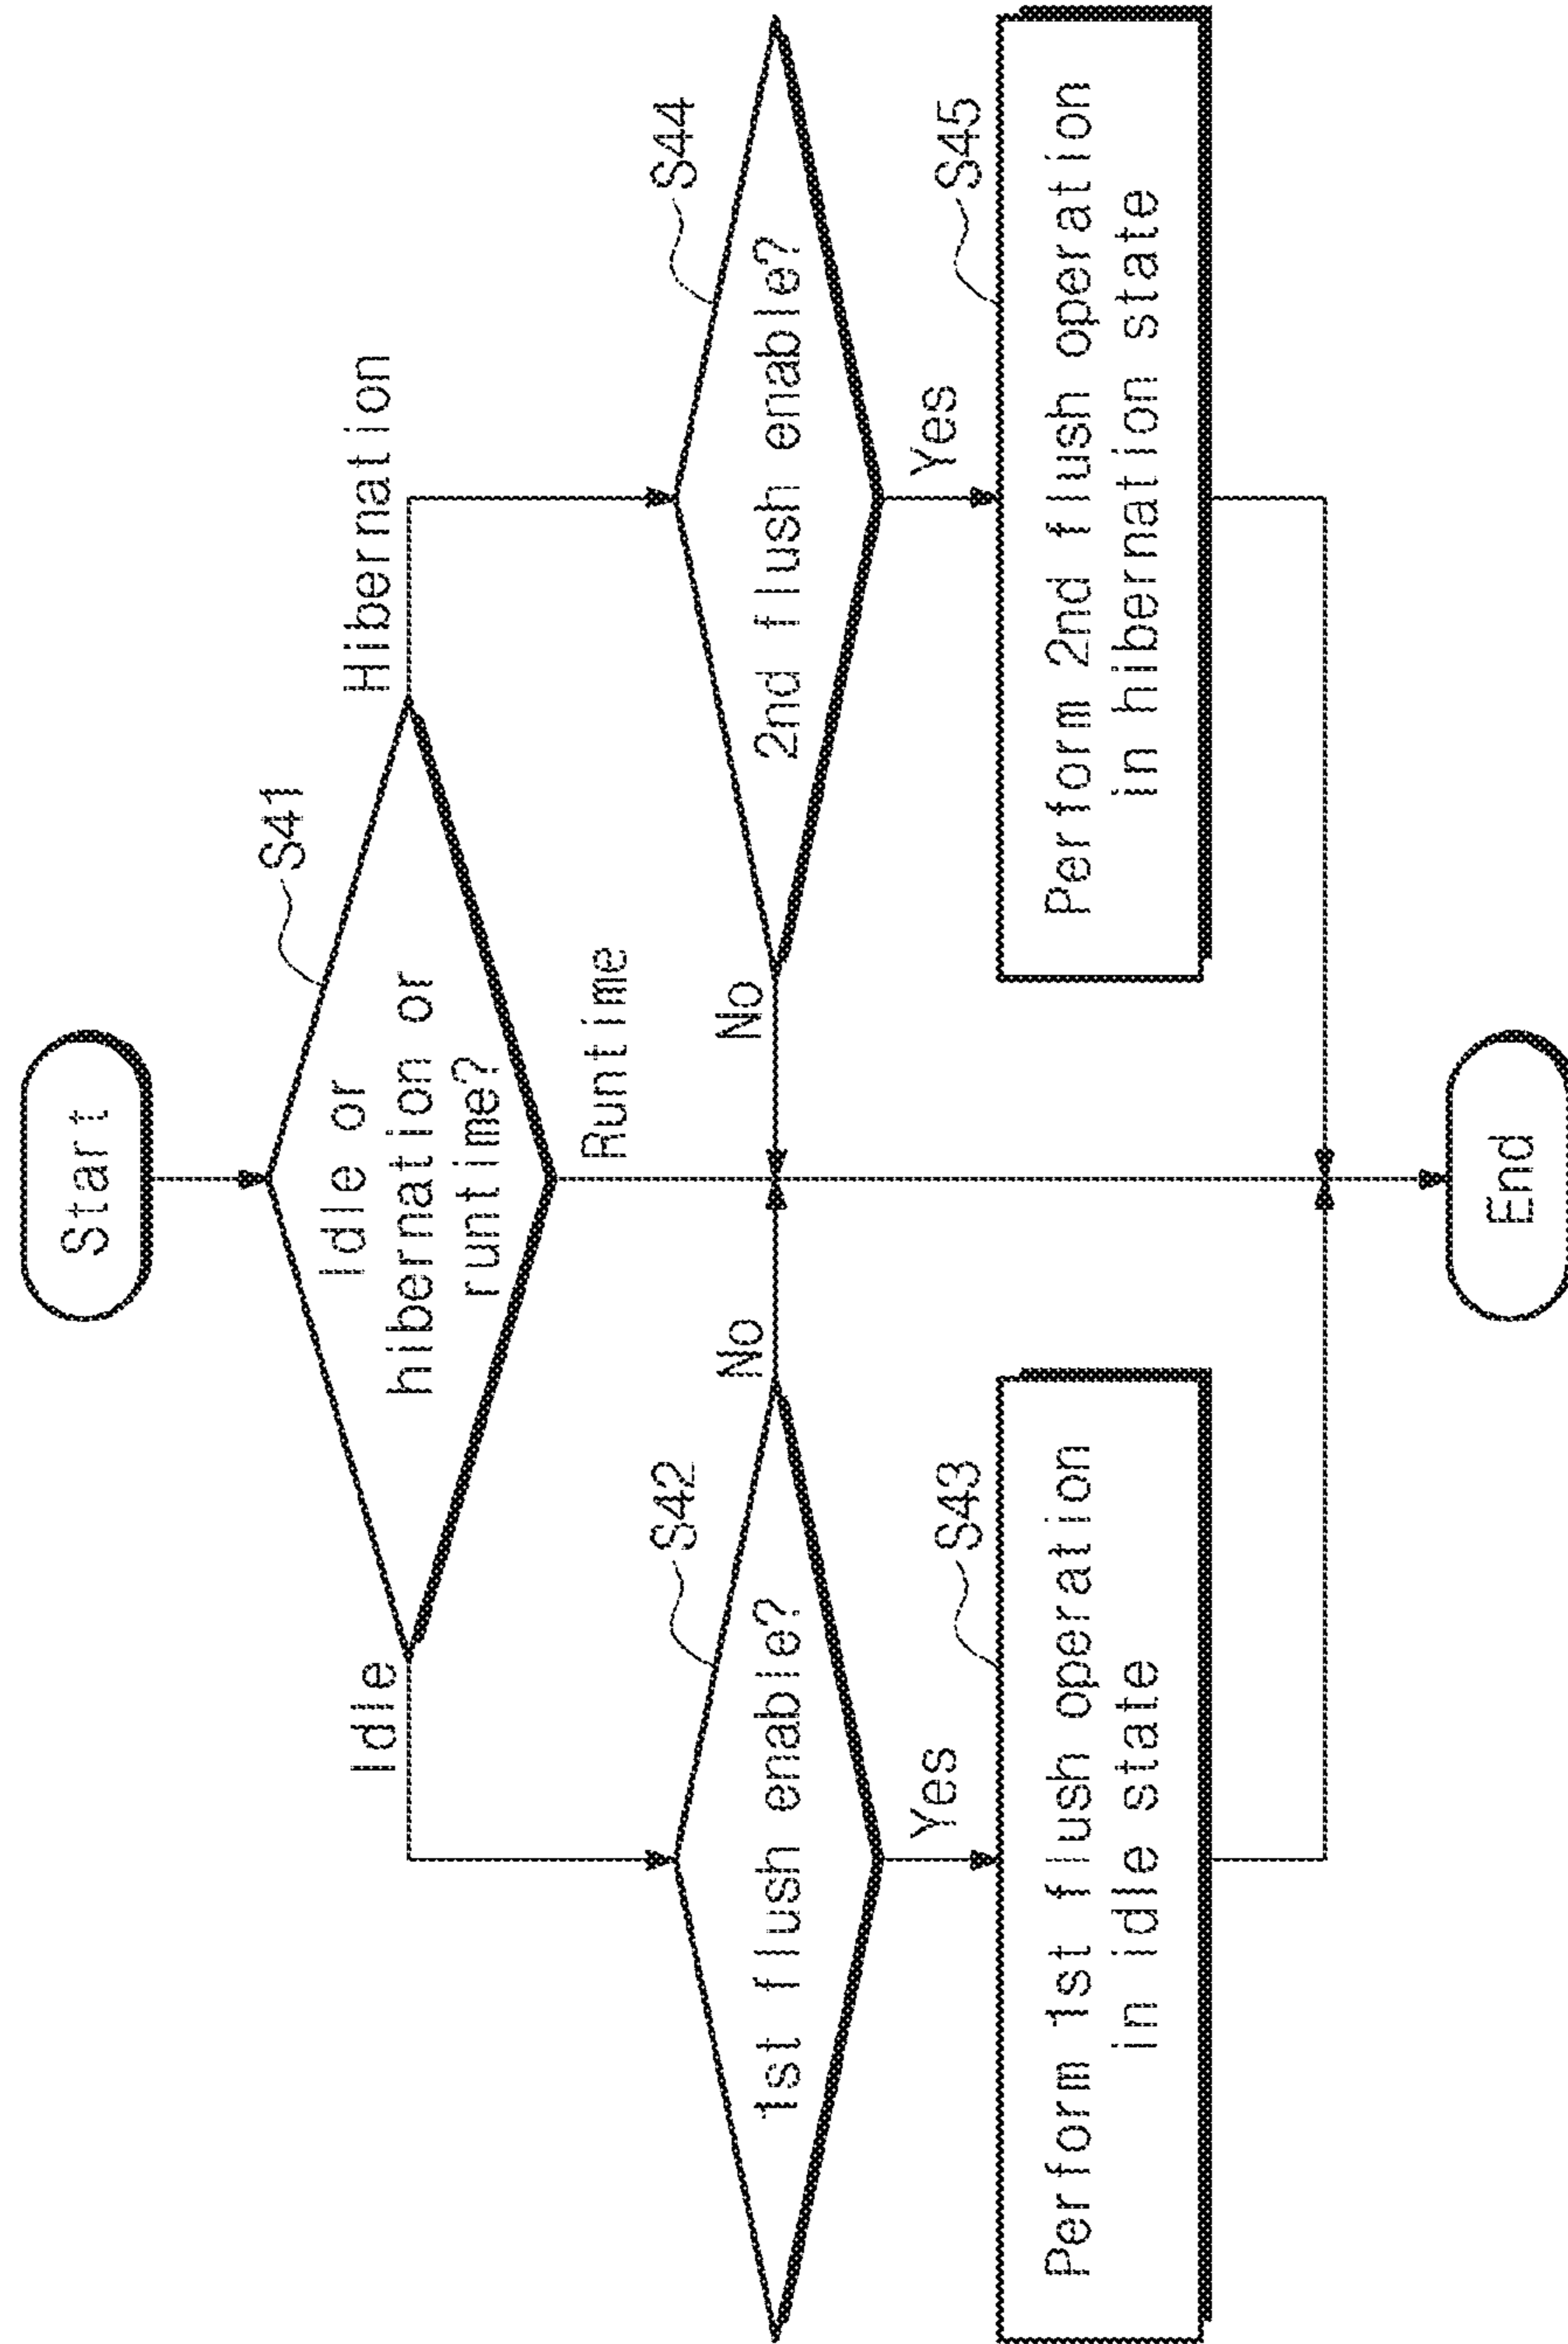 Start
S41
Idle or
hibernation or
runtime?
Idle
Hibernation
Runtime
S42
1st flush enable?
No
Yes
S44
2nd flush enable?
No
Yes
S43
Perform 1st flush operation
in idle state
S45
Perform 2nd flush operation
in hibernation state
End